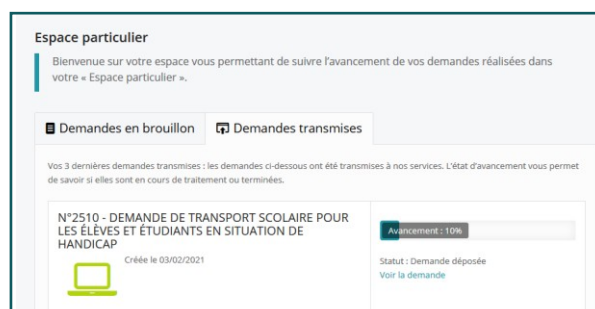 Espace particulier
Bienvenue sur votre espace vous permettant de suivre l'avancement de vos demandes réalisées dans
votre « Espace particulier ».
Demandes en brouillon
Demandes transmises
Vos 3 dernières demandes transmises : les demandes ci-dessous ont été transmises à nos services. L'état d'avancement vous permet
de savoir si elles sont en cours de traitement ou terminées.
N°2510 - DEMANDE DE TRANSPORT SCOLAIRE POUR
LES ÉLÈVES ET ÉTUDIANTS EN SITUATION DE
HANDICAP
Créée le 03/02/2021
Avancement : 10%
Statut : Demande déposée
Voir la demande